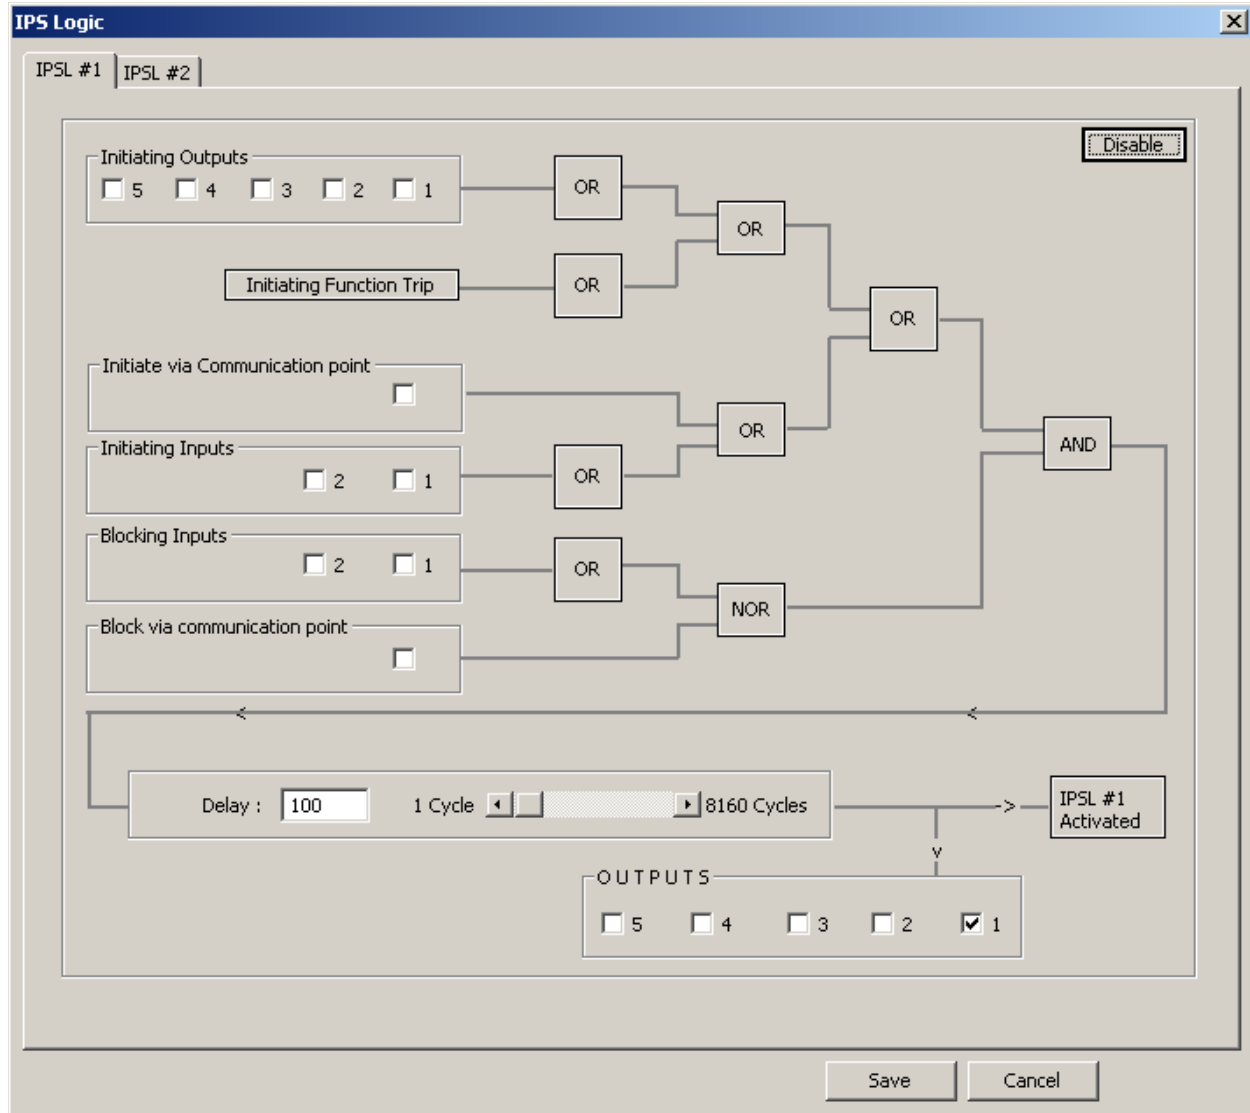 IPS Logic
IPSL #1 IPSL #2
Disable
Initiating Outputs
5 4 3 2 1
OR
OR
Initiating Function Trip
OR
OR
Initiate via Communication point
OR
Initiating Inputs
2 1
OR
AND
Blocking Inputs
2 1
OR
NOR
Block via communication point
< <
Delay : 100 1 Cycle 8160 Cycles
->
IPSL #1
Activated
v
OUTPUTS
5 4 3 2 1
Save Cancel